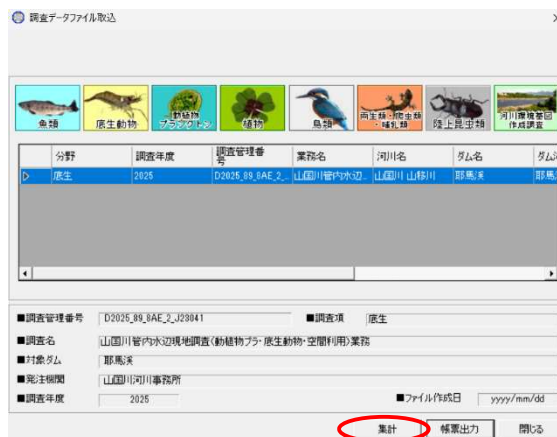 調査データファイル取込
魚類
底生動物
動植物
プランクトン
植物
鳥類
両生類・爬虫類
・哺乳類
陸上昆虫類
河川環境基図
作成調査
分野 調査年度 調査管理番号 業務名 河川名 ダム名
底生 2025 D2025_89_8AE_2_... 山国川管内水辺... 山国川 山移川 耶馬渓
■調査管理番号 D2025_89_8AE_2_J23041 ■調査項 底生
■調査名 山国川管内水辺現地調査(動植物プラ・底生動物・空間利用)業務
■対象ダム 耶馬渓
■発注機関 山国川河川事務所
■調査年度 2025 ■ファイル作成日 yyyy/mm/dd
集計 帳票出力 閉じる